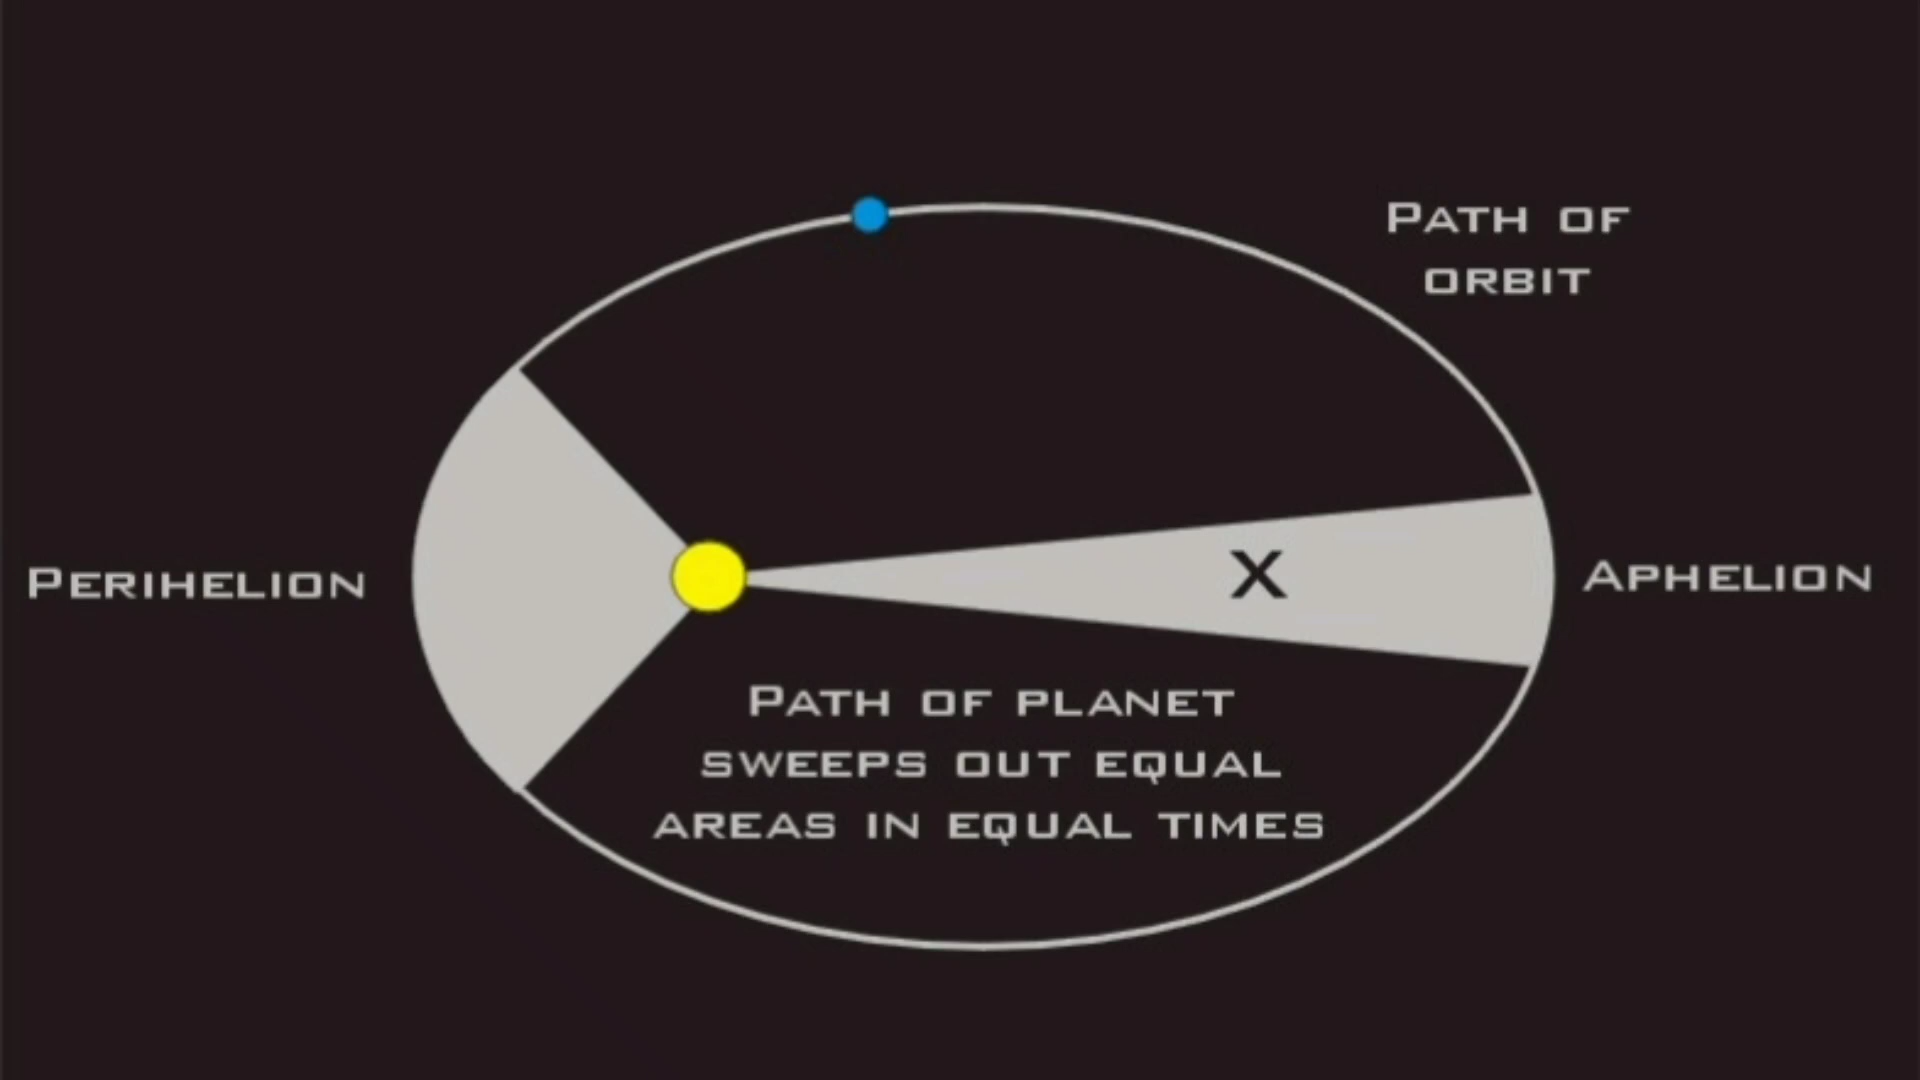 Path of
orbit
Perihelion
X
Aphelion
Path of planet
sweeps out equal
areas in equal times